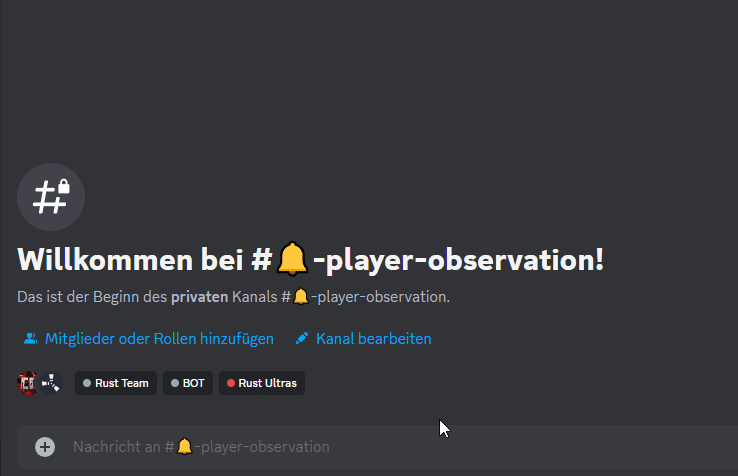 Willkommen bei #🔔-player-observation!
Das ist der Beginn des privaten Kanals #🔔-player-observation.
Mitglieder oder Rollen hinzufügen Kanal bearbeiten
Rust Team BOT Rust Ultras
Nachricht an #🔔-player-observation